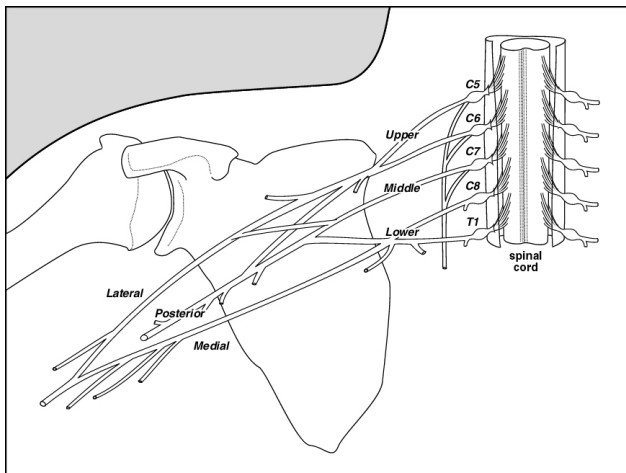 C5
C6
Upper
C7
Middle
C8
T1
Lower
spinal
cord
Lateral
Posterior
Medial